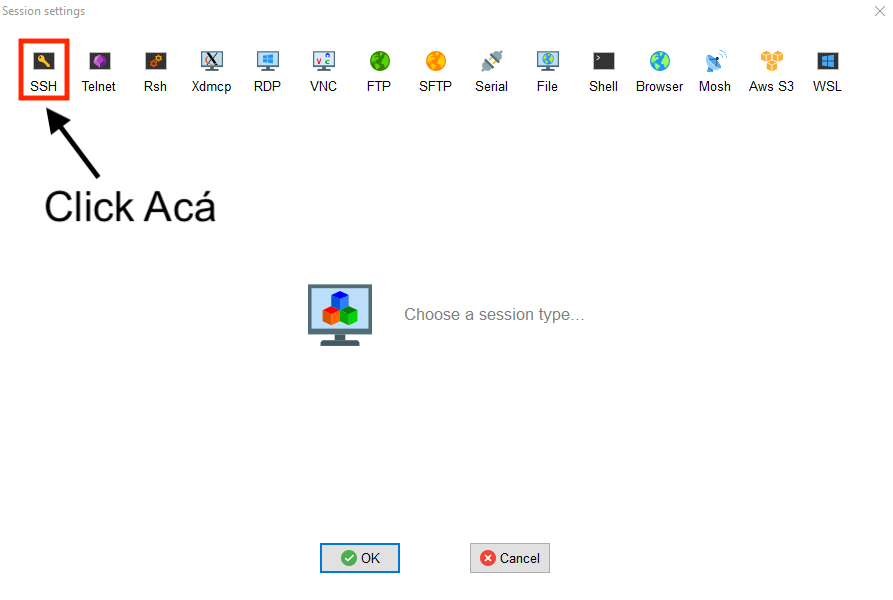 Session settings
SSH Telnet Rsh Xdmcp RDP VNC FTP SFTP Serial File Shell Browser Mosh Aws S3 WSL
Click Acá
Choose a session type...
OK Cancel